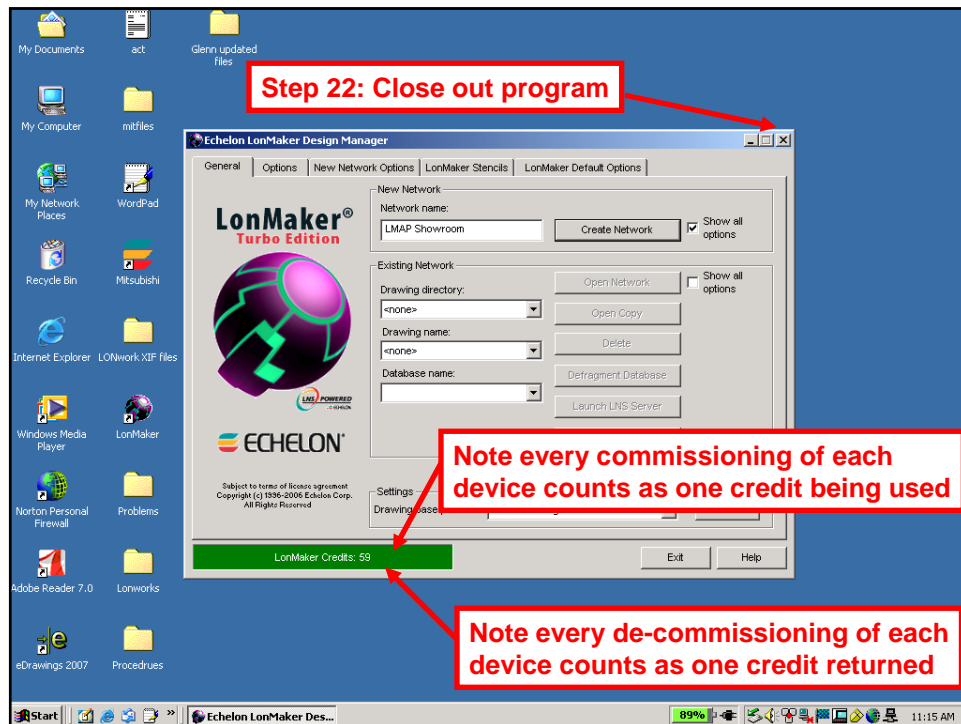 My Documents
act
Glenn updated
files
Step 22: Close out program
My Computer
mitfiles
Echelon LonMaker Design Manager
General
Options
New Network Options
LonMaker Stencils
LonMaker Default Options
My Network
Places
WordPad
LonMaker®
Turbo Edition
New Network
Network name:
LMAP Showroom
Create Network
Show all
options
Recycle Bin
Mitsubishi
Existing Network
Drawing directory:
<none>
Open Network
Show all
options
Open Copy
Drawing name:
<none>
Delete
Internet Explorer
LONwork XIF files
Database name:
Defragment Database
Launch LNS Server
LNS POWERED
BY ECHELON
Windows Media
Player
LonMaker
ECHELON
Note every commissioning of each
device counts as one credit being used
Subject to terms of license agreement
Copyright (c) 1996-2006 Echelon Corp.
All Rights Reserved
Settings
Drawing base
Norton Personal
Firewall
Problems
LonMaker Credits: 59
Exit
Help
Adobe Reader 7.0
Lonworks
Note every de-commissioning of each
device counts as one credit returned
eDrawings 2007
Procedrues
Start
Echelon LonMaker Des...
89%
11:15 AM